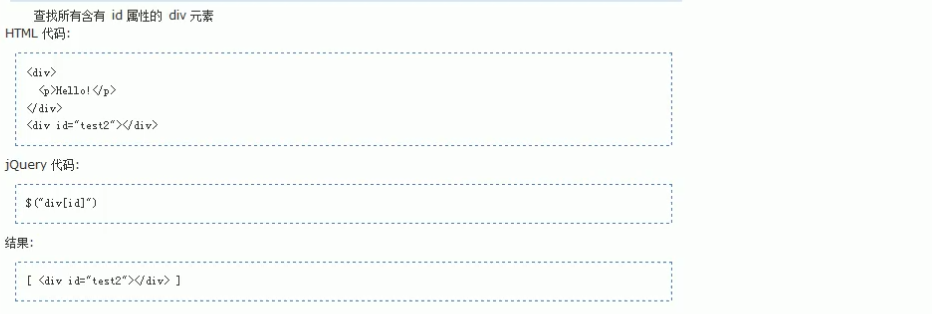 查找所有含有 id 属性的 div 元素
HTML 代码:
<div>
  <p>Hello!</p>
</div>
<div id="test2"></div>
jQuery 代码:
$("div[id]")
结果:
[ <div id="test2"></div> ]